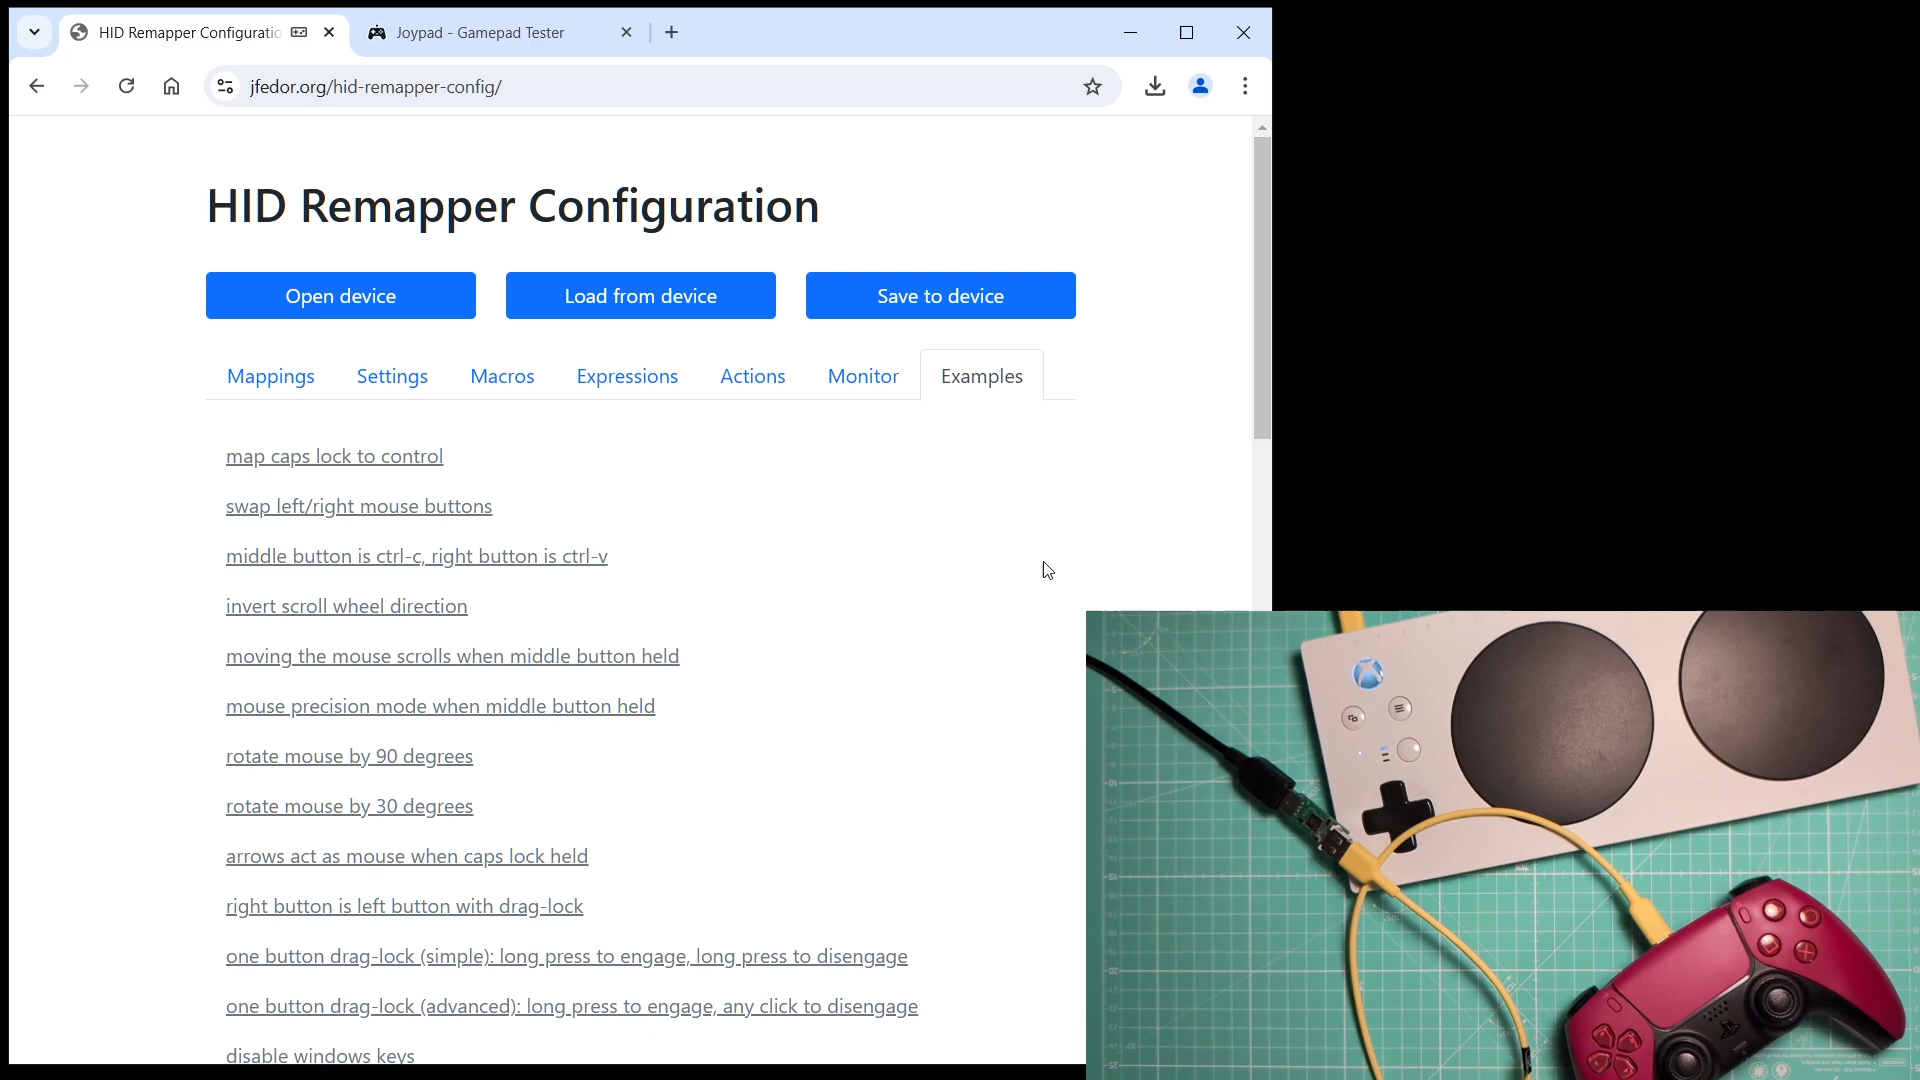 HID Remapper Configuratio
Joypad - Gamepad Tester
jfedor.org/hid-remapper-config/
HID Remapper Configuration
Open device
Load from device
Save to device
Mappings
Settings
Macros
Expressions
Actions
Monitor
Examples
map caps lock to control
swap left/right mouse buttons
middle button is ctrl-c, right button is ctrl-v
invert scroll wheel direction
moving the mouse scrolls when middle button held
mouse precision mode when middle button held
rotate mouse by 90 degrees
rotate mouse by 30 degrees
arrows act as mouse when caps lock held
right button is left button with drag-lock
one button drag-lock (simple): long press to engage, long press to disengage
one button drag-lock (advanced): long press to engage, any click to disengage
disable windows keys